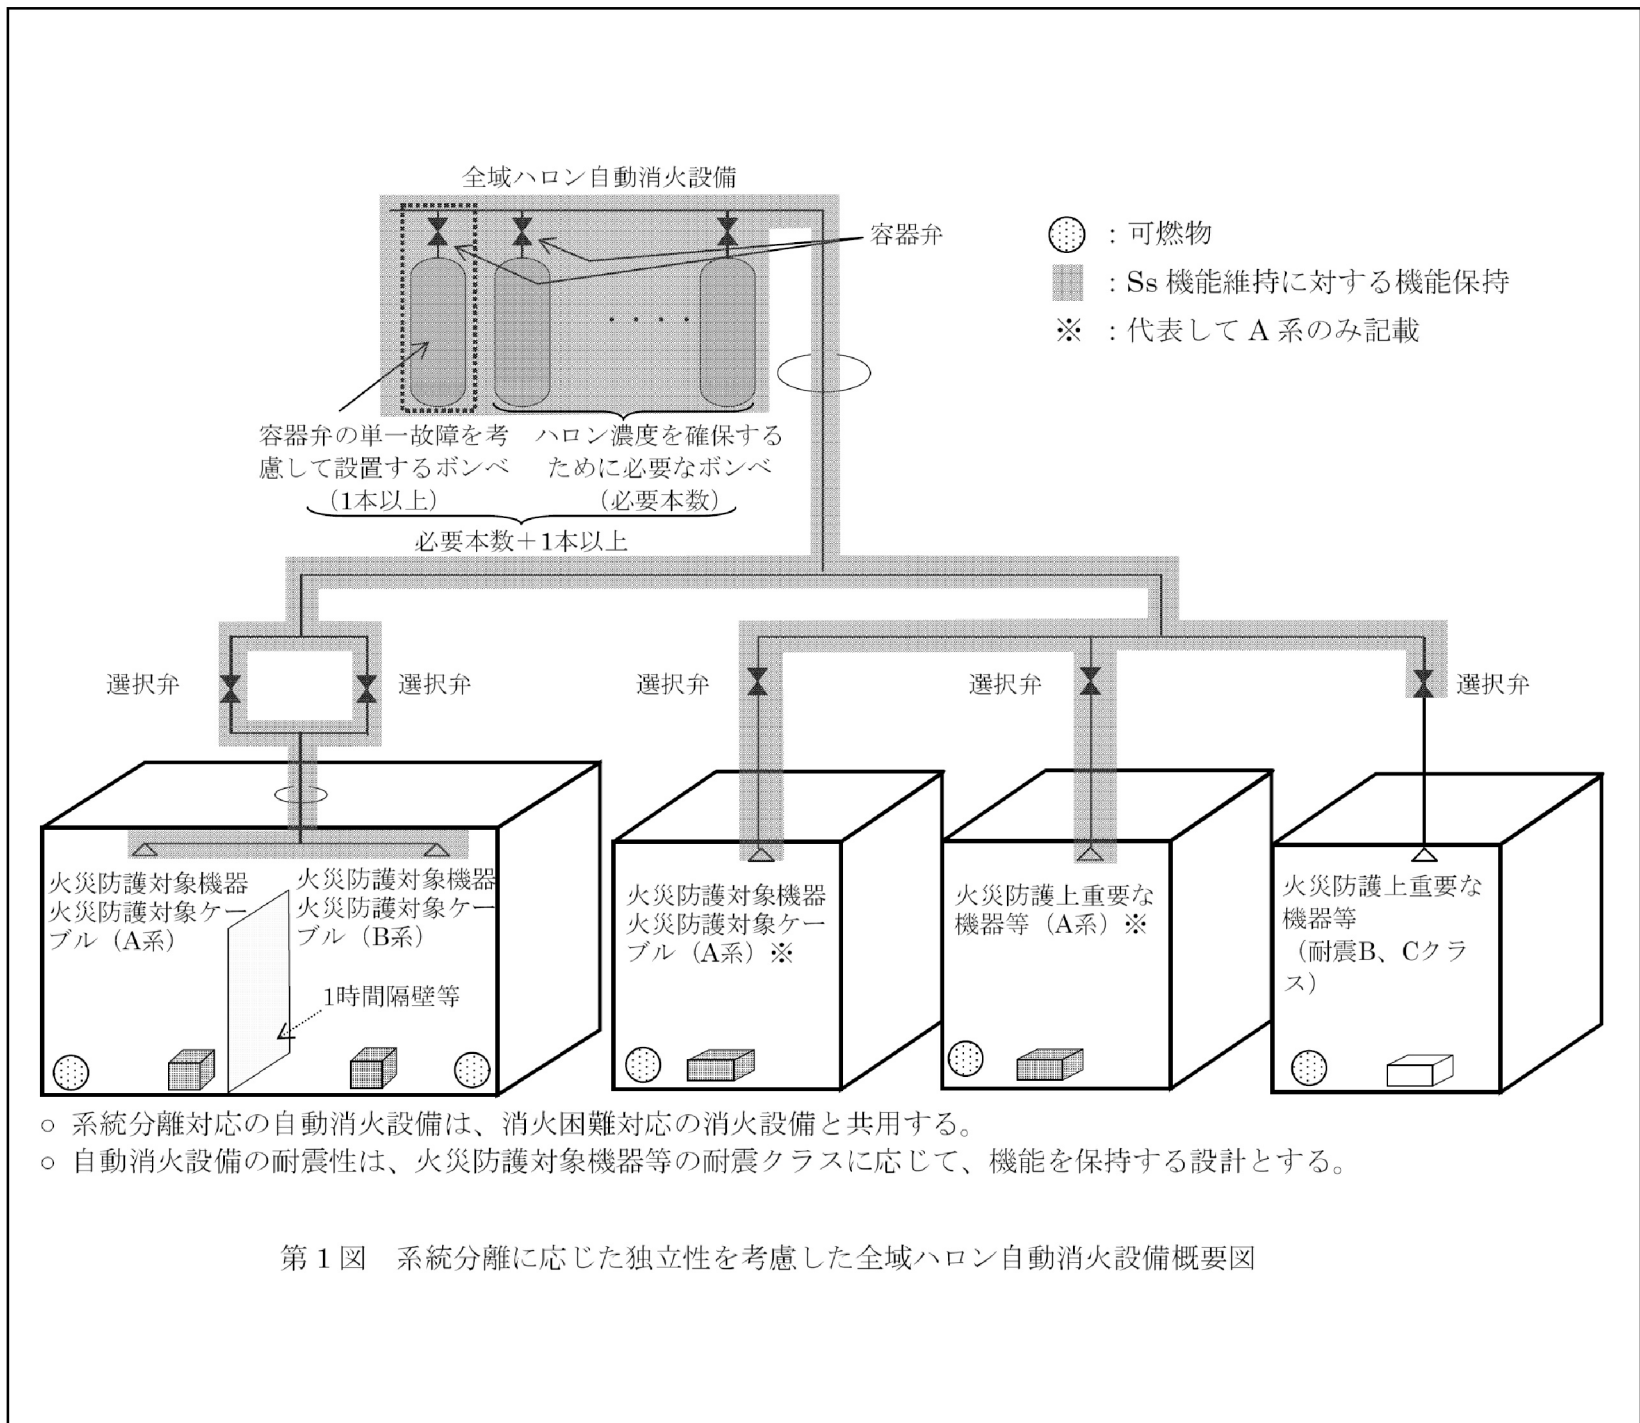 全域ハロン自動消火設備
容器弁
：可燃物
：Ss 機能維持に対する機能保持
※ ：代表して A 系のみ記載
・・・・
容器弁の単一故障を考
慮して設置するボンベ
（1本以上）
ハロン濃度を確保する
ために必要なボンベ
（必要本数）
必要本数＋1本以上
選択弁
選択弁
選択弁
選択弁
選択弁
火災防護対象機器
火災防護対象ケー
ブル（A系）
火災防護対象機器
火災防護対象ケー
ブル（B系）
1時間隔壁等
火災防護対象機器
火災防護対象ケー
ブル（A系）※
火災防護上重要な
機器等（A系）※
火災防護上重要な
機器等
（耐震B、Cクラ
ス）
○ 系統分離対応の自動消火設備は、消火困難対応の消火設備と共用する。
○ 自動消火設備の耐震性は、火災防護対象機器等の耐震クラスに応じて、機能を保持する設計とする。
第 1 図　系統分離に応じた独立性を考慮した全域ハロン自動消火設備概要図